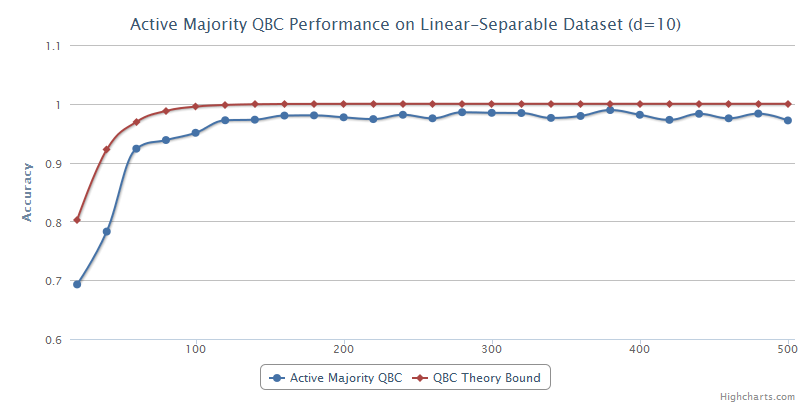 Active Majority QBC Performance on Linear-Separable Dataset (d=10)
1.1
1
0.9
0.8
0.7
0.6
Accuracy
100 200 300 400 500
Active Majority QBC QBC Theory Bound
Highcharts.com